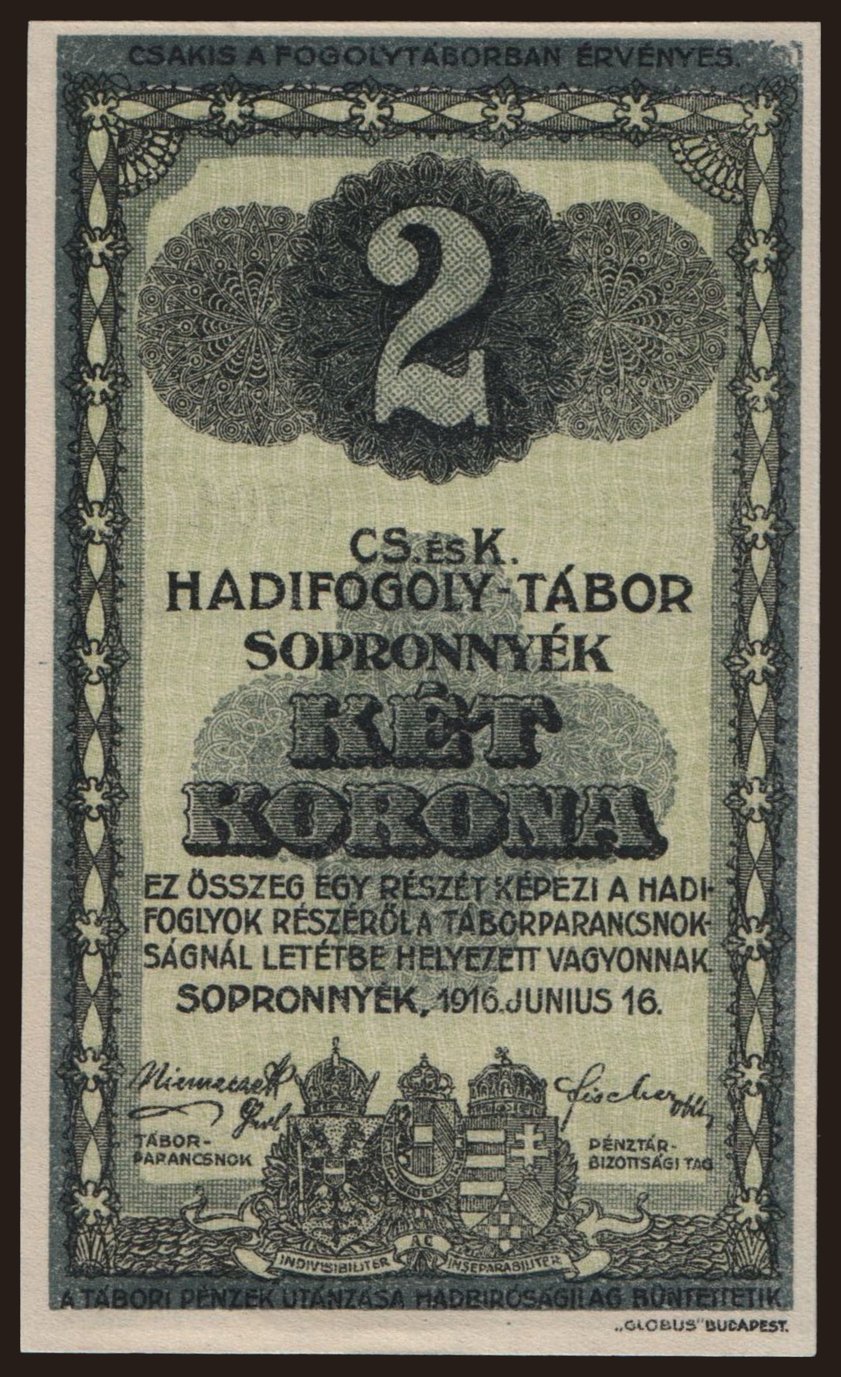 CSAKIS A FOGOLYTÁBORBAN ÉRVÉNYES.
2
CS. ÉS K.
HADIFOGOLY-TÁBOR
SOPRONNYÉK
KÉT
KORONA
EZ ÖSSZEG EGY RÉSZÉT KÉPEZI A HADI-
FOGLYOK RÉSZÉRŐL A TÁBORPARANCSNOK-
SÁGNÁL LETÉTBE HELYEZETT VAGYONNAK.
SOPRONNYÉK, 1916. JUNIUS 16.
Fischer
TÁBOR-
PARANCSNOK
PÉNZTÁR-
BIZOTTSÁGI TAG
INDIVISIBILITER AC INSEPARABILITER
A TÁBORI PÉNZEK UTÁNZÁSA HADBIRÓSÁGILAG BÜNTETTETIK.
„GLOBUS" BUDAPEST.